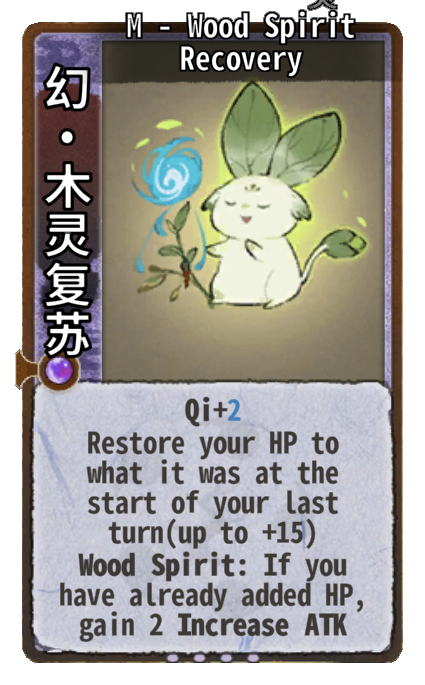 M - Wood Spirit
Recovery
幻・木灵复苏
Qi+2
Restore your HP to
what it was at the
start of your last
turn(up to +15)
Wood Spirit: If you
have already added HP,
gain 2 Increase ATK